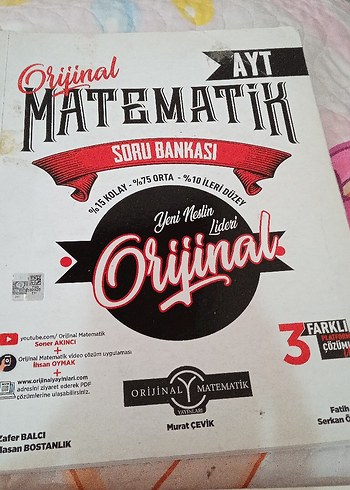 AYT
Orijinal
MATEMATİK
SORU BANKASI
%15 KOLAY - %75 ORTA - %10 İLERİ DÜZEY
Yeni Neslin
Lideri
Orijinal
youtube.com/ Orijinal Matematik
Soner AKINCI
+
Orijinal Matematik video çözüm uygulaması
İhsan OYMAK
+
www.orijinalyayinlari.com
adresini ziyaret ederek PDF
çözümlerine ulaşabilirsiniz.
3 FARKLI
ÇÖZÜM
ORİJİNAL MATEMATİK
YAYINLARI
Murat ÇEVİK
Zafer BALCI
Hasan BOSTANLIK
Fatih
Serkan